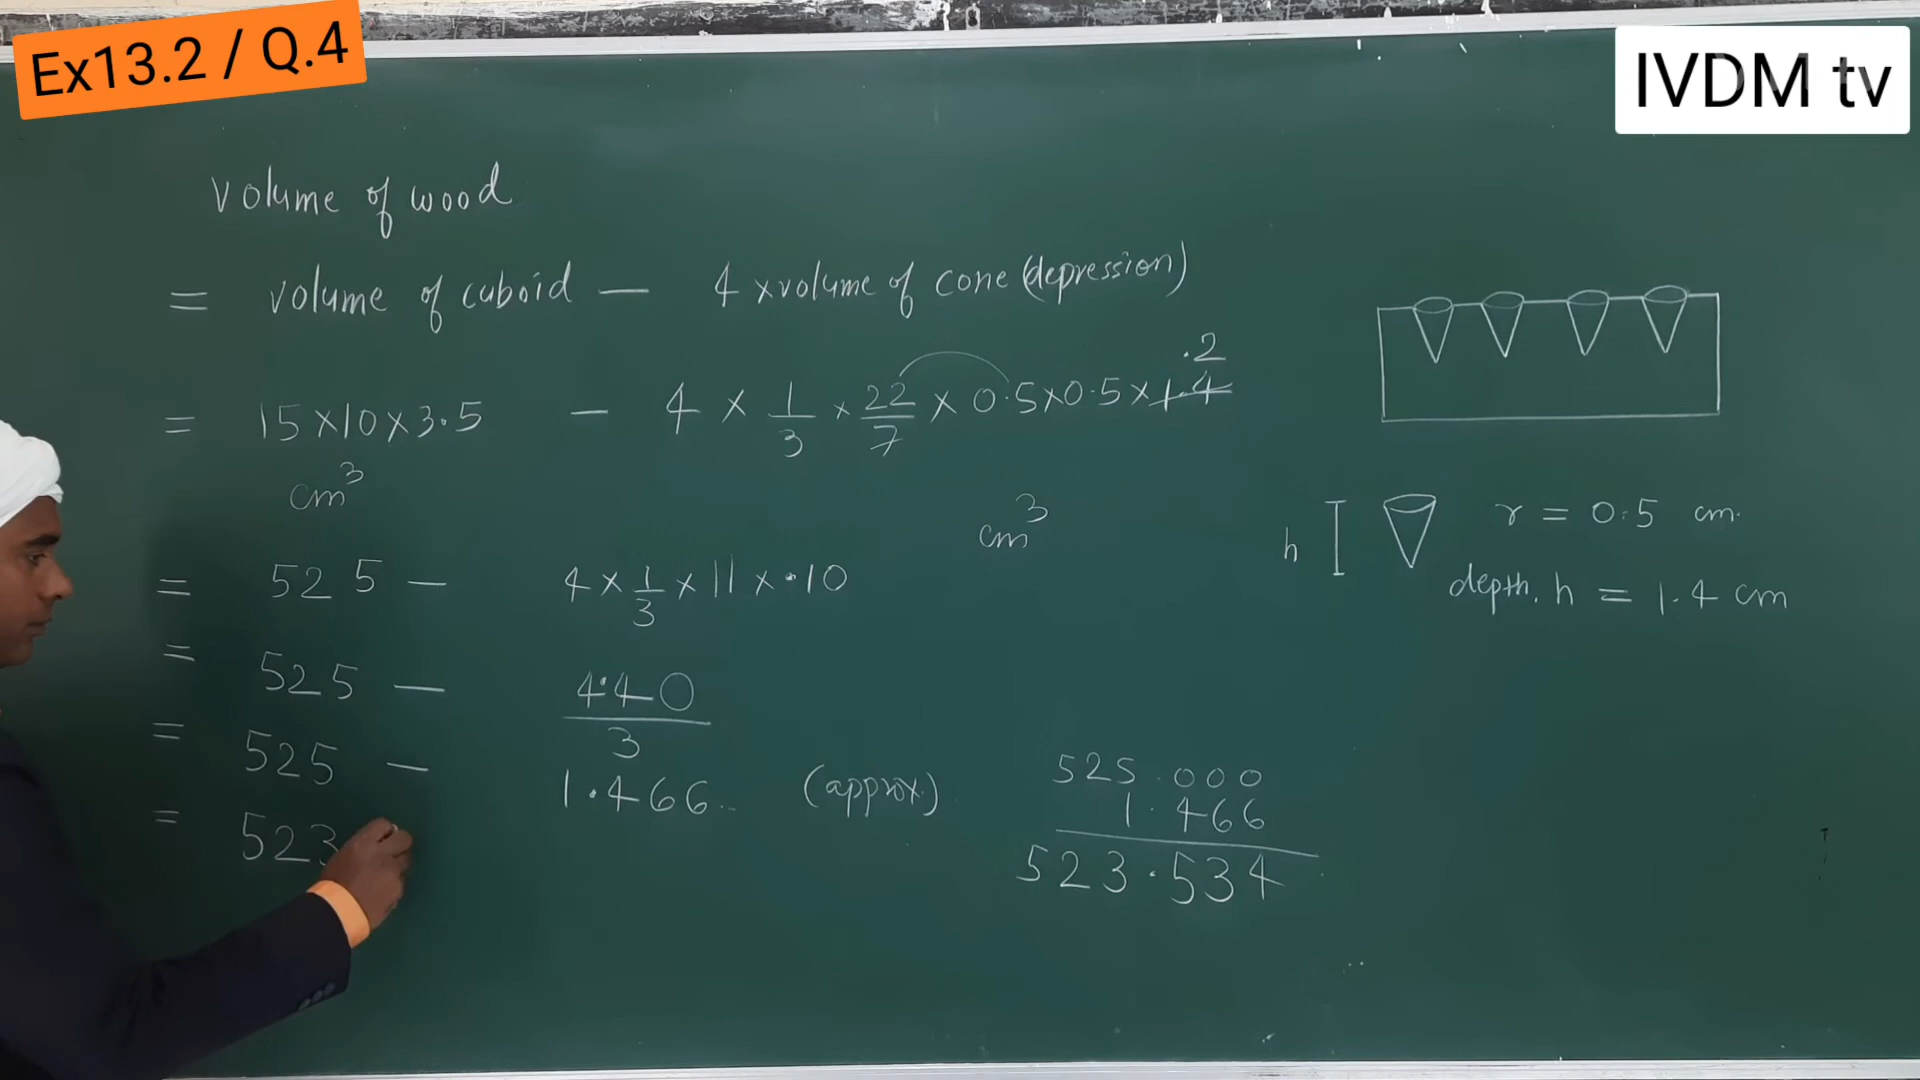 Ex13.2 / Q.4
IVDM tv
Volume of wood
= volume of cuboid — 4 x volume of cone (depression)
= 15 x 10 x 3.5 — 4 x 1/3 x 22/7 x 0.5 x 0.5 x 1.4 .2
cm³ cm³
= 525 — 4 x 1/3 x 11 x .10
= 525 — 4.40/3
= 525 — 1.466.. (approx.)
= 523
525.000
1.466
523.534
h r = 0.5 cm.
depth. h = 1.4 cm